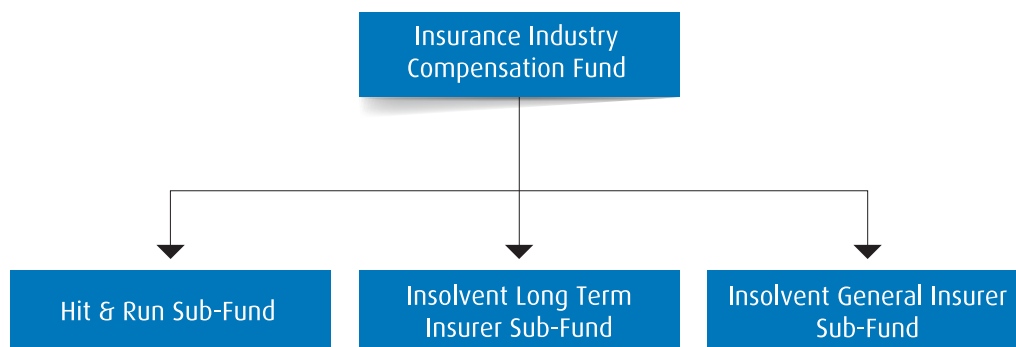 Insurance Industry
Compensation Fund
Hit & Run Sub-Fund
Insolvent Long Term
Insurer Sub-Fund
Insolvent General Insurer
Sub-Fund